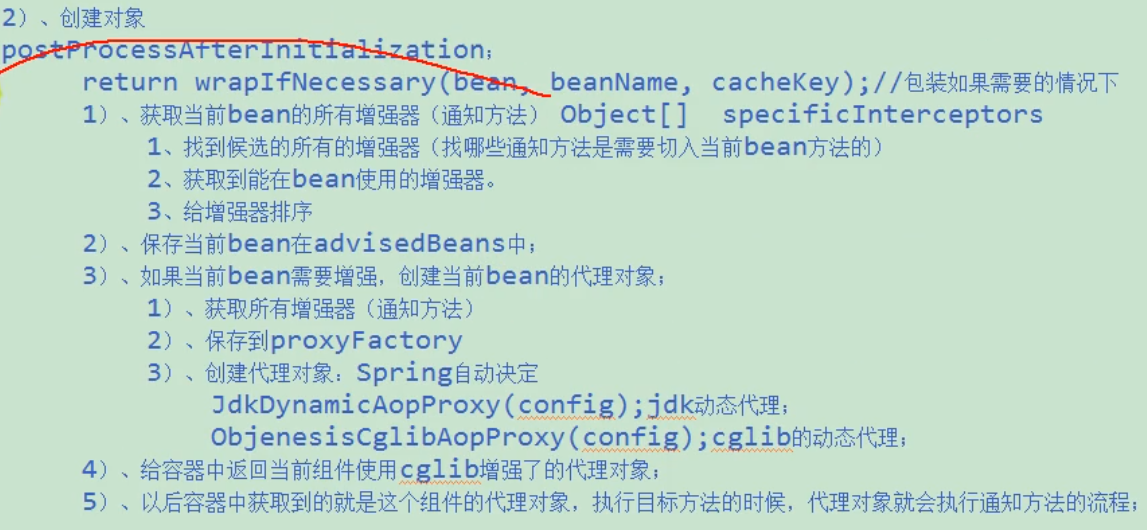 2）、创建对象
postProcessAfterInitialization;
return wrapIfNecessary(bean, beanName, cacheKey);//包装如果需要的情况下
1）、获取当前bean的所有增强器（通知方法） Object[]  specificInterceptors
1、找到候选的所有的增强器（找哪些通知方法是需要切入当前bean方法的）
2、获取到能在bean使用的增强器。
3、给增强器排序
2）、保存当前bean在advisedBeans中；
3）、如果当前bean需要增强，创建当前bean的代理对象；
1）、获取所有增强器（通知方法）
2）、保存到proxyFactory
3）、创建代理对象：Spring自动决定
JdkDynamicAopProxy(config);jdk动态代理；
ObjenesisCglibAopProxy(config);cglib的动态代理；
4）、给容器中返回当前组件使用cglib增强了的代理对象；
5）、以后容器中获取到的就是这个组件的代理对象，执行目标方法的时候，代理对象就会执行通知方法的流程；